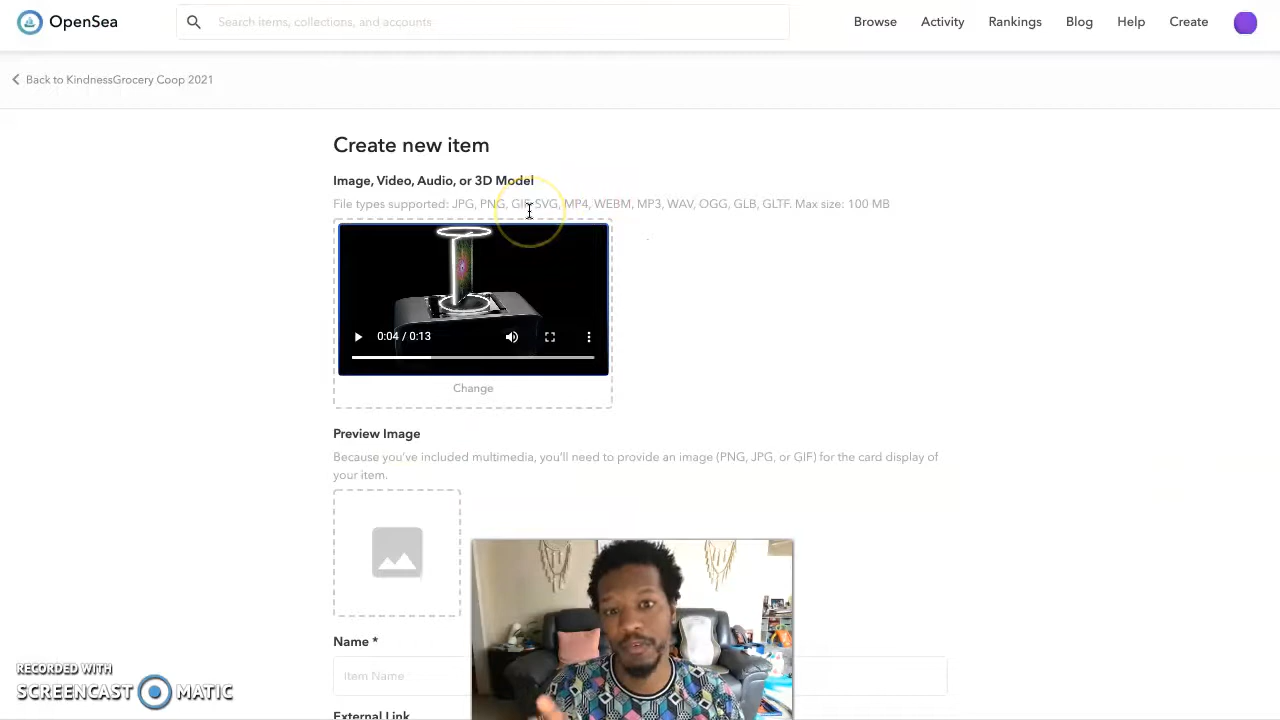 OpenSea
Search items, collections, and accounts
Browse Activity Rankings Blog Help Create
Back to KindnessGrocery Coop 2021
Create new item
Image, Video, Audio, or 3D Model
File types supported: JPG, PNG, GIF, SVG, MP4, WEBM, MP3, WAV, OGG, GLB, GLTF. Max size: 100 MB
0:04 / 0:13
Change
Preview Image
Because you've included multimedia, you'll need to provide an image (PNG, JPG, or GIF) for the card display of
your item.
Name *
Item Name
External Link
RECORDED WITH
SCREENCAST MATIC